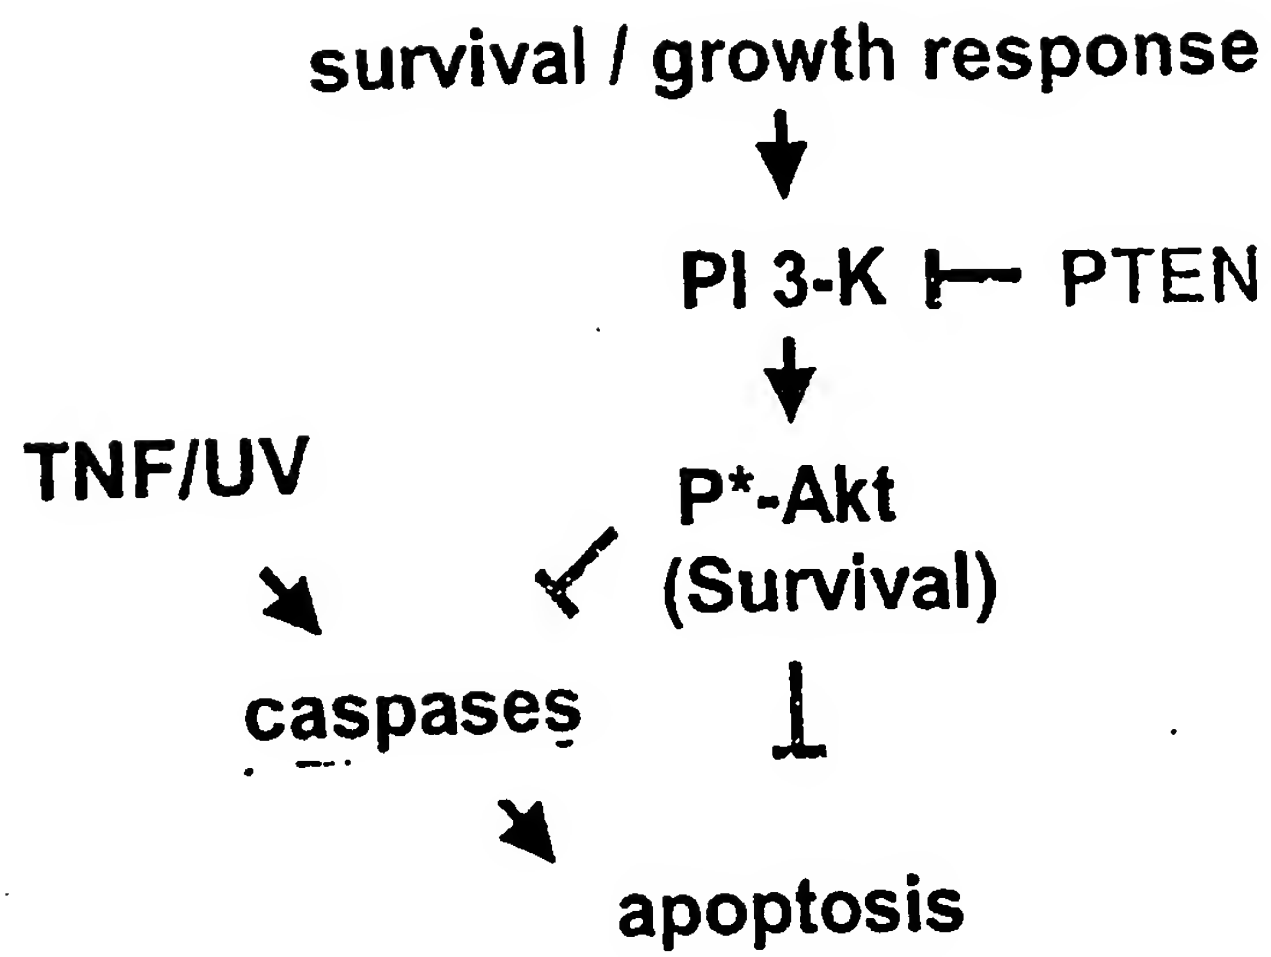 survival / growth response
PI 3-K
PTEN
TNF/UV
P*-Akt
(Survival)
caspases
apoptosis